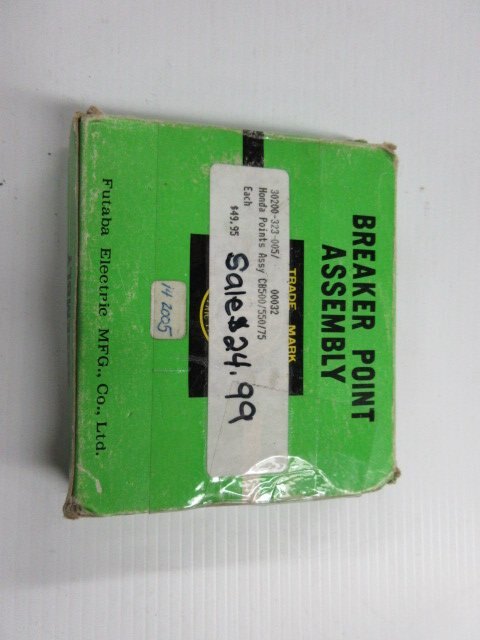 BREAKER POINT
ASSEMBLY
TRADE MARK
30200-323-005/ 00032
Honda Points Assy CB500/550/75
Each $49.95
Sale$24.99
14 2005
Futaba Electric MFG., Co., Ltd.